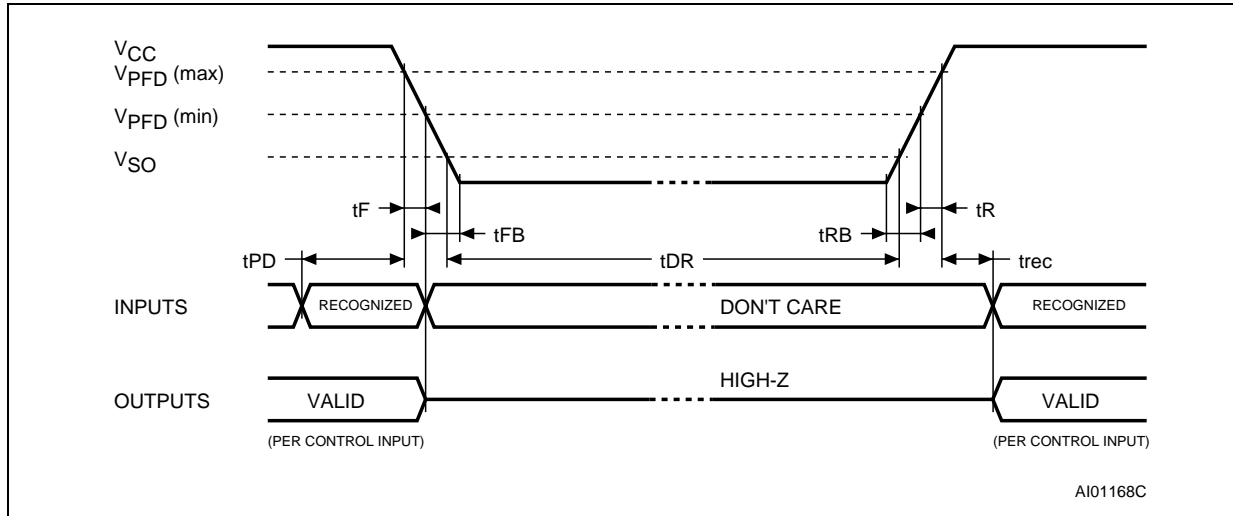 VCC
VPFD (max)
VPFD (min)
VSO
tF
tR
tFB
tRB
tPD
tDR
trec
INPUTS
RECOGNIZED
DON'T CARE
RECOGNIZED
HIGH-Z
OUTPUTS
VALID
VALID
(PER CONTROL INPUT)
(PER CONTROL INPUT)
AI01168C